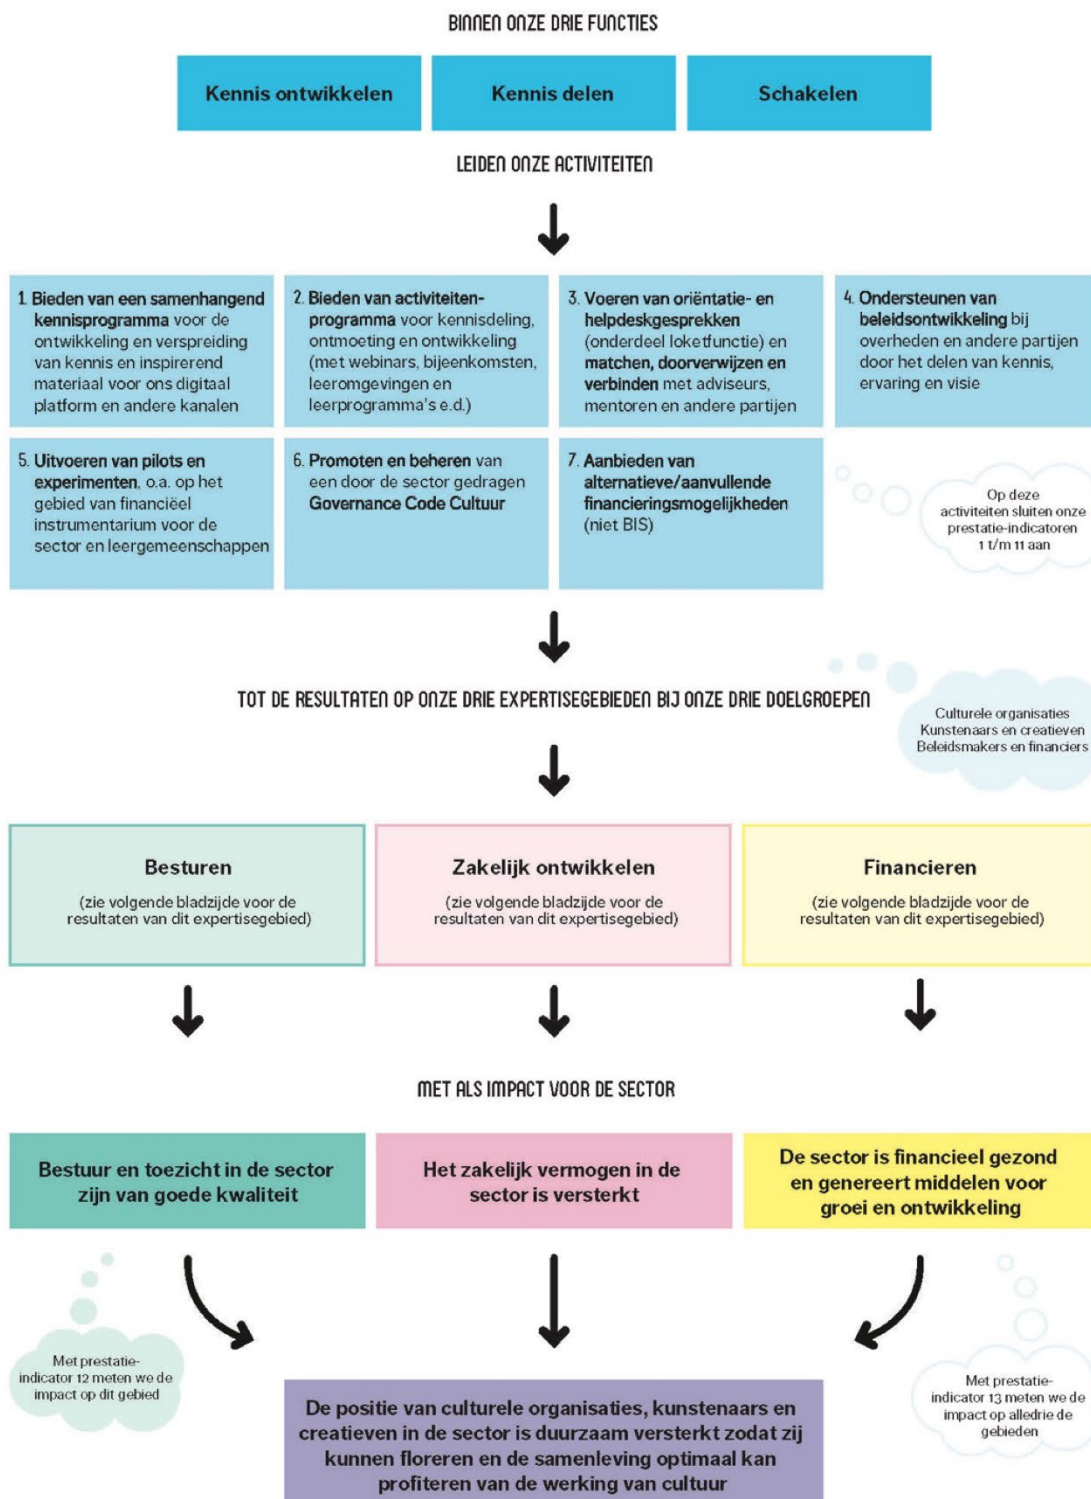 BINNEN ONZE DRIE FUNCTIES
Kennis ontwikkelen
Kennis delen
Schakelen
LEIDEN ONZE ACTIVITEITEN
1. Bieden van een samenhangend
kennisprogramma voor de
ontwikkeling en verspreiding
van kennis en inspirerend
materiaal voor ons digitaal
platform en andere kanalen
2. Bieden van activiteiten-
programma voor kennisdeling,
ontmoeting en ontwikkeling
(met webinars, bijeenkomsten,
leeromgevingen en
leerprogramma's e.d.)
3. Voeren van oriëntatie- en
helpdeskgesprekken
(onderdeel loketfunctie) en
matchen, doorverwijzen en
verbinden met adviseurs,
mentoren en andere partijen
4. Ondersteunen van
beleidsontwikkeling bij
overheden en andere partijen
door het delen van kennis,
ervaring en visie
5. Uitvoeren van pilots en
experimenten, o.a. op het
gebied van financiëel
instrumentarium voor de
sector en leergemeenschappen
6. Promoten en beheren van
een door de sector gedragen
Governance Code Cultuur
7. Aanbieden van
alternatieve/aanvullende
financieringsmogelijkheden
(niet BIS)
Op deze
activiteiten sluiten onze
prestatie-indicatoren
1 t/m 11 aan
TOT DE RESULTATEN OP ONZE DRIE EXPERTISEGEBIEDEN BIJ ONZE DRIE DOELGROEPEN
Culturele organisaties
Kunstenaars en creatieven
Beleidsmakers en financiers
Besturen
(zie volgende bladzijde voor de
resultaten van dit expertisegebied)
Zakelijk ontwikkelen
(zie volgende bladzijde voor de
resultaten van dit expertisegebied)
Financieren
(zie volgende bladzijde voor de
resultaten van dit expertisegebied)
MET ALS IMPACT VOOR DE SECTOR
Bestuur en toezicht in de sector
zijn van goede kwaliteit
Het zakelijk vermogen in de
sector is versterkt
De sector is financieel gezond
en genereert middelen voor
groei en ontwikkeling
Met prestatie-
indicator 12 meten we de
impact op dit gebied
Met prestatie-
indicator 13 meten we de
impact op alledrie de
gebieden
De positie van culturele organisaties, kunstenaars en
creatieven in de sector is duurzaam versterkt zodat zij
kunnen floreren en de samenleving optimaal kan
profiteren van de werking van cultuur